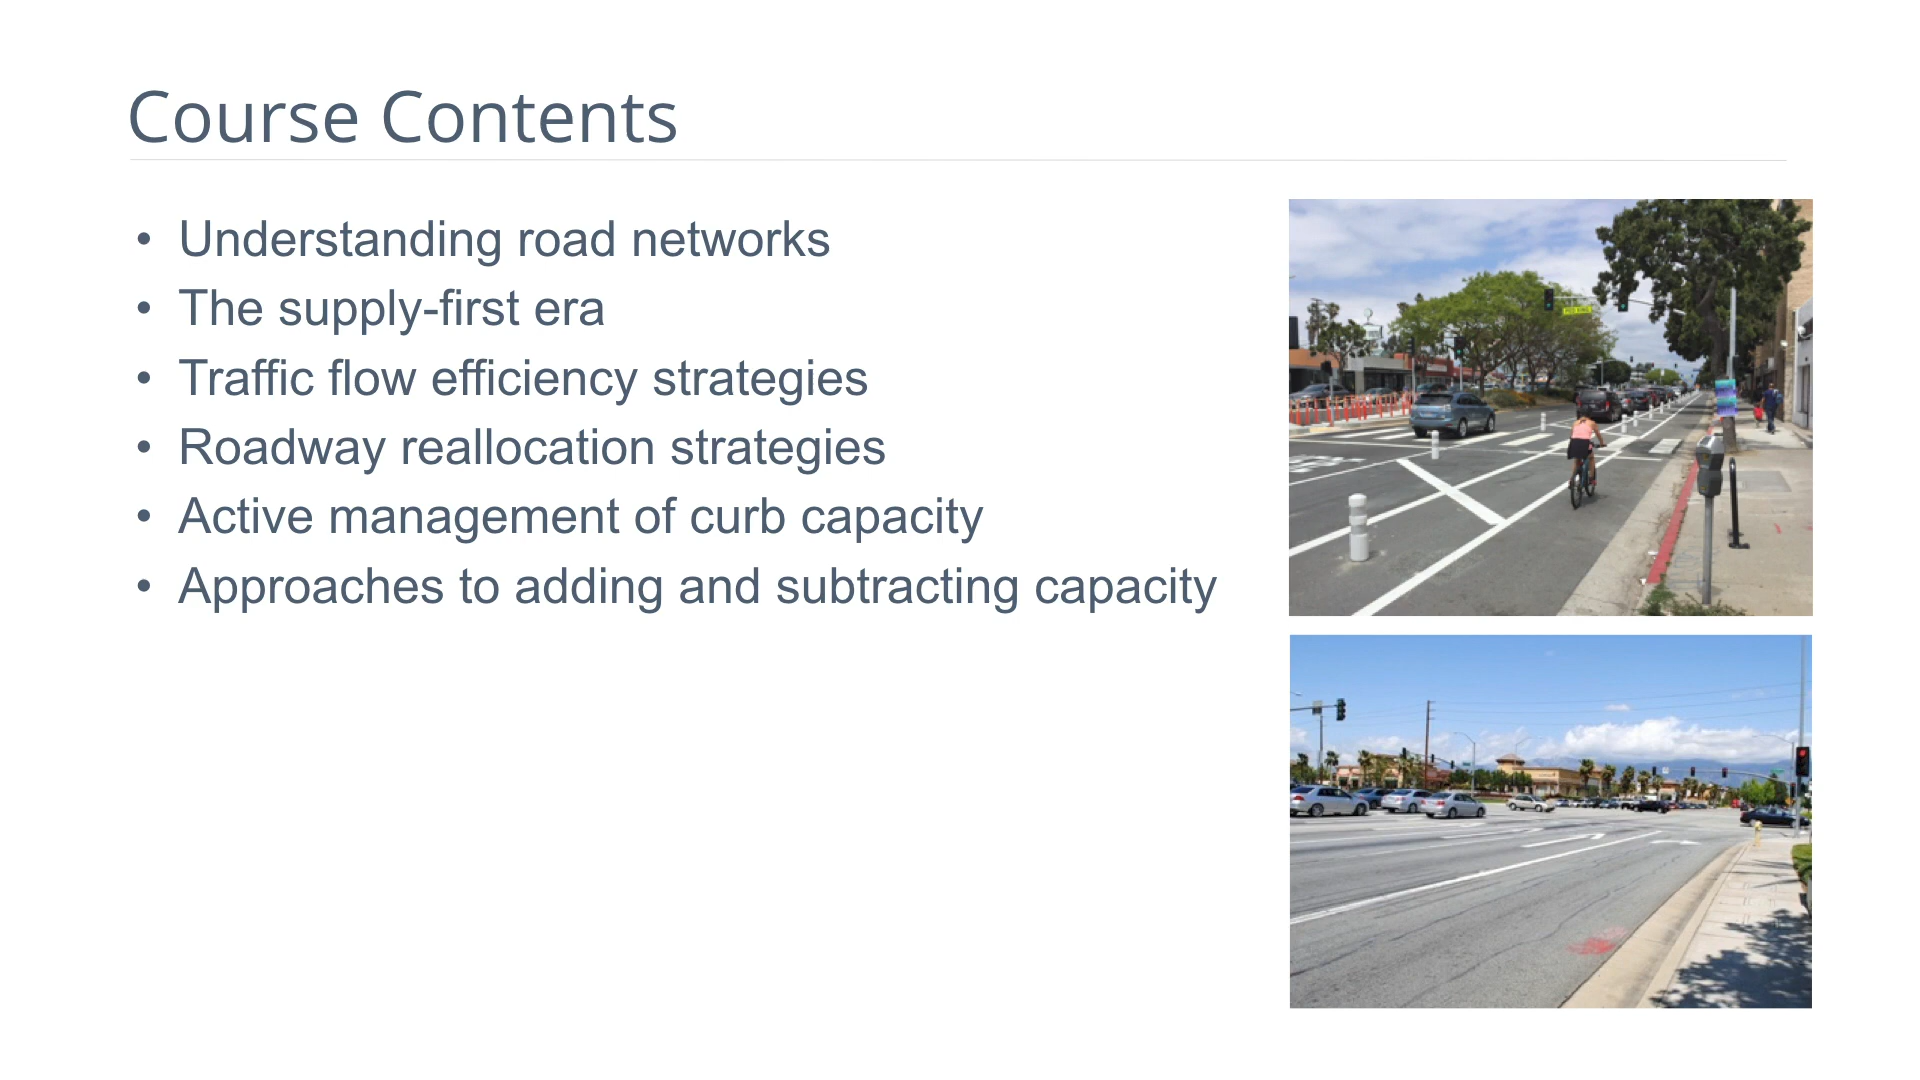 Course Contents
• Understanding road networks
• The supply-first era
• Traffic flow efficiency strategies
• Roadway reallocation strategies
• Active management of curb capacity
• Approaches to adding and subtracting capacity